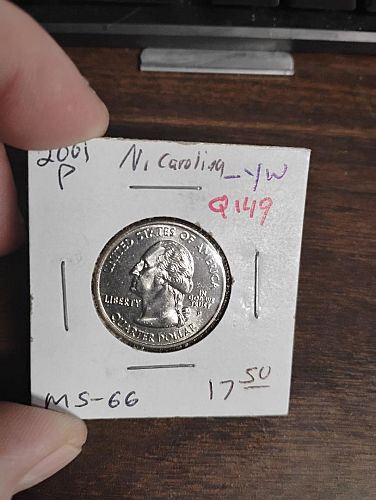 2001 N. Carolina - YW
P
Q149
UNITED STATES OF AMERICA
LIBERTY
IN
GOD WE
TRUST
P
QUARTER DOLLAR
MS-66
17 50